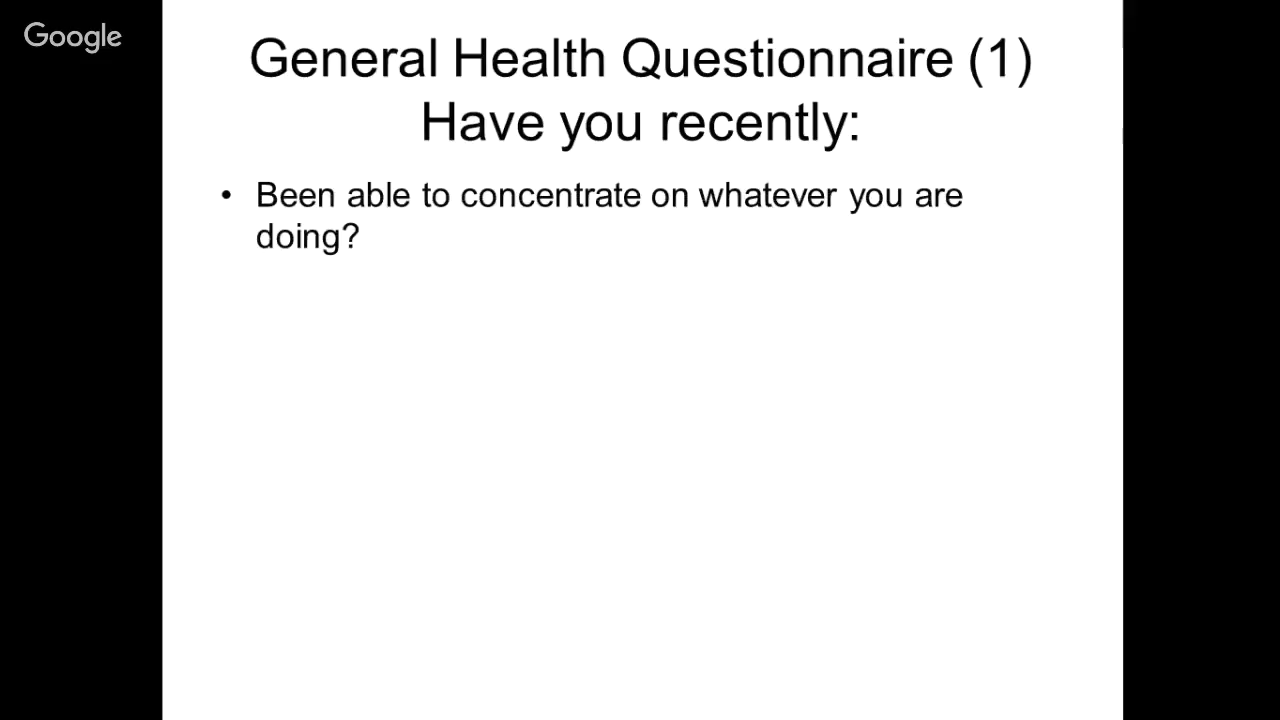 Google
General Health Questionnaire (1)
Have you recently:
• Been able to concentrate on whatever you are
doing?